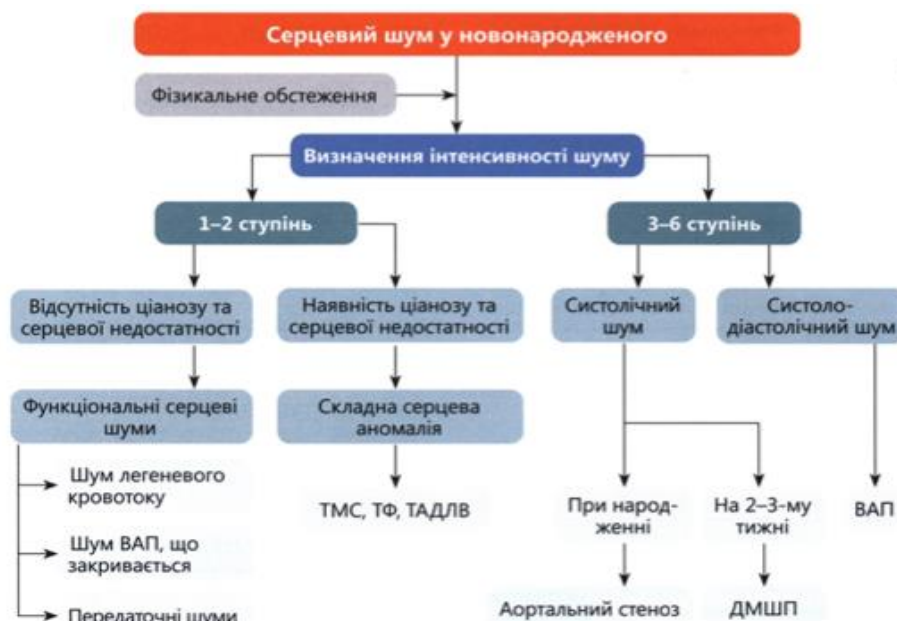 Серцевий шум у новонародженого
Фізикальне обстеження
Визначення інтенсивності шуму
1–2 ступінь
3–6 ступінь
Відсутність ціанозу та
серцевої недостатності
Наявність ціанозу та
серцевої недостатності
Систолічний
шум
Систоло-
діастолічний шум
Функціональні серцеві
шуми
Складна серцева
аномалія
Шум легеневого
кровотоку
ТМС, ТФ, ТАДЛВ
При народ-
женні
На 2–3-му
тижні
ВАП
Шум ВАП, що
закривається
Передаточні шуми
Аортальний стеноз
ДМШП